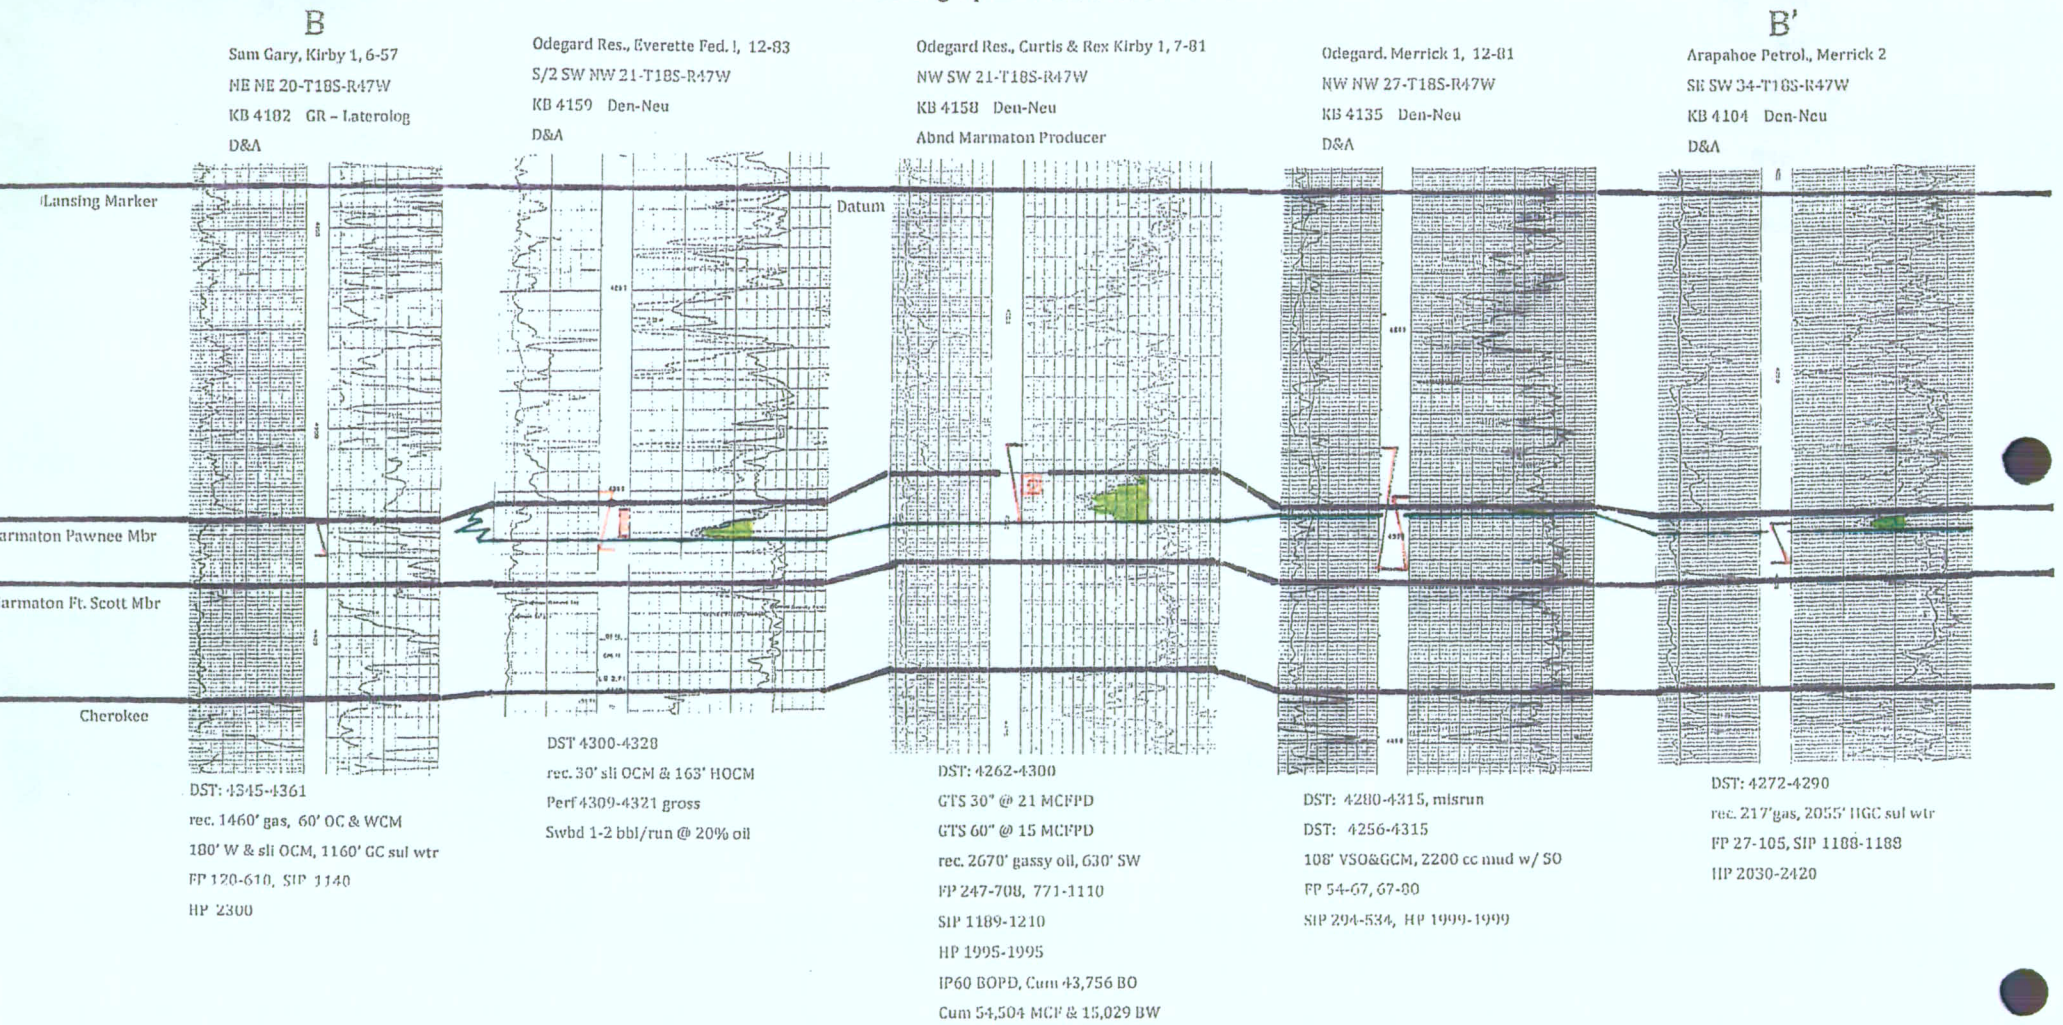 B
Sam Gary, Kirby 1, 6-57
NE NE 20-T18S-R47W
KB 4182 GR – Laterolog
D&A
Odegard Res., Everette Fed. 1, 12-83
S/2 SW NW 21-T18S-R47W
KB 4159 Den-Neu
D&A
Odegard Res., Curtis & Rex Kirby 1, 7-81
NW SW 21-T18S-R47W
KB 4158 Den-Neu
Abnd Marmaton Producer
Odegard. Merrick 1, 12-81
NW NW 27-T18S-R47W
KB 4135 Den-Neu
D&A
B'
Arapahoe Petrol., Merrick 2
SE SW 34-T18S-R47W
KB 4104 Den-Neu
D&A
Lansing Marker
Datum
armaton Pawnee Mbr
armaton Ft. Scott Mbr
Cherokee
DST: 4345-4361
rec. 1460' gas, 60' OC & WCM
180' W & sli OCM, 1160' GC sul wtr
FP 120-610, SIP 1140
HP 2300
DST 4300-4328
rec. 30' sli OCM & 163' HOCM
Perf 4309-4321 gross
Swbd 1-2 bbl/run @ 20% oil
DST: 4262-4300
GTS 30" @ 21 MCFPD
GTS 60" @ 15 MCFPD
rec. 2670' gassy oil, 630' SW
FP 247-708, 771-1110
SIP 1189-1210
HP 1995-1995
IP60 BOPD, Cum 43,756 BO
Cum 54,504 MCF & 15,029 BW
DST: 4280-4315, misrun
DST: 4256-4315
108' VSO&GCM, 2200 cc mud w/ SO
FP 54-67, 67-80
SIP 294-534, HP 1999-1999
DST: 4272-4290
rec. 217'gas, 2055' HGC sul wtr
FP 27-105, SIP 1188-1188
HP 2030-2420